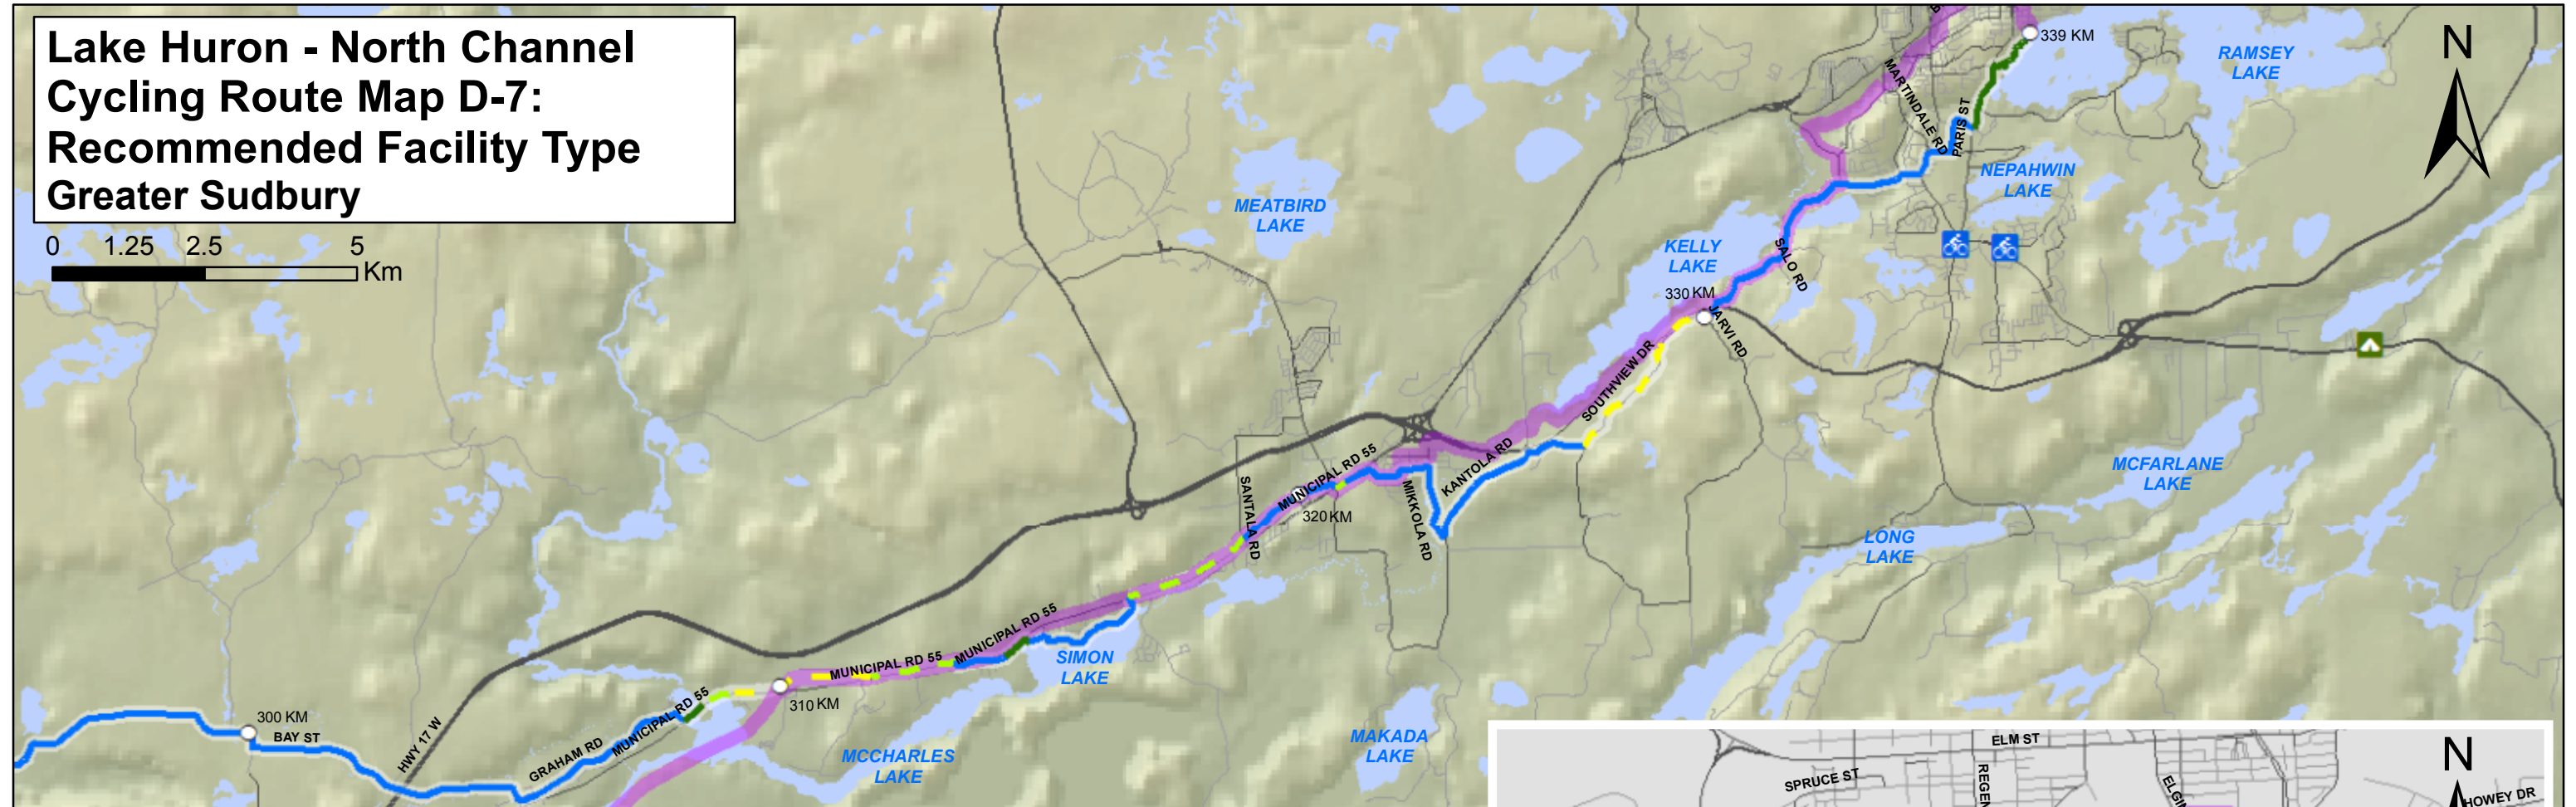 Lake Huron - North Channel
Cycling Route Map D-7:
Recommended Facility Type
Greater Sudbury
0 1.25 2.5 5
Km
N
339 KM
RAMSEY
LAKE
MARTINDALE RD
PARIS ST
NEPAHWIN
LAKE
MEATBIRD
LAKE
KELLY
LAKE
SALO RD
330 KM
JARVI RD
SOUTHVIEW DR
MCFARLANE
LAKE
LONG
LAKE
KANTOLA RD
MUNICIPAL RD 55
MIKKOLA RD
SANTALA RD
320 KM
MUNICIPAL RD 55
SIMON
LAKE
MUNICIPAL RD 55
310 KM
MUNICIPAL RD 55
GRAHAM RD
HWY 17 W
300 KM
BAY ST
MCCHARLES
LAKE
MAKADA
LAKE
ELM ST
SPRUCE ST
REGEN
ELGIN
N
HOWEY DR